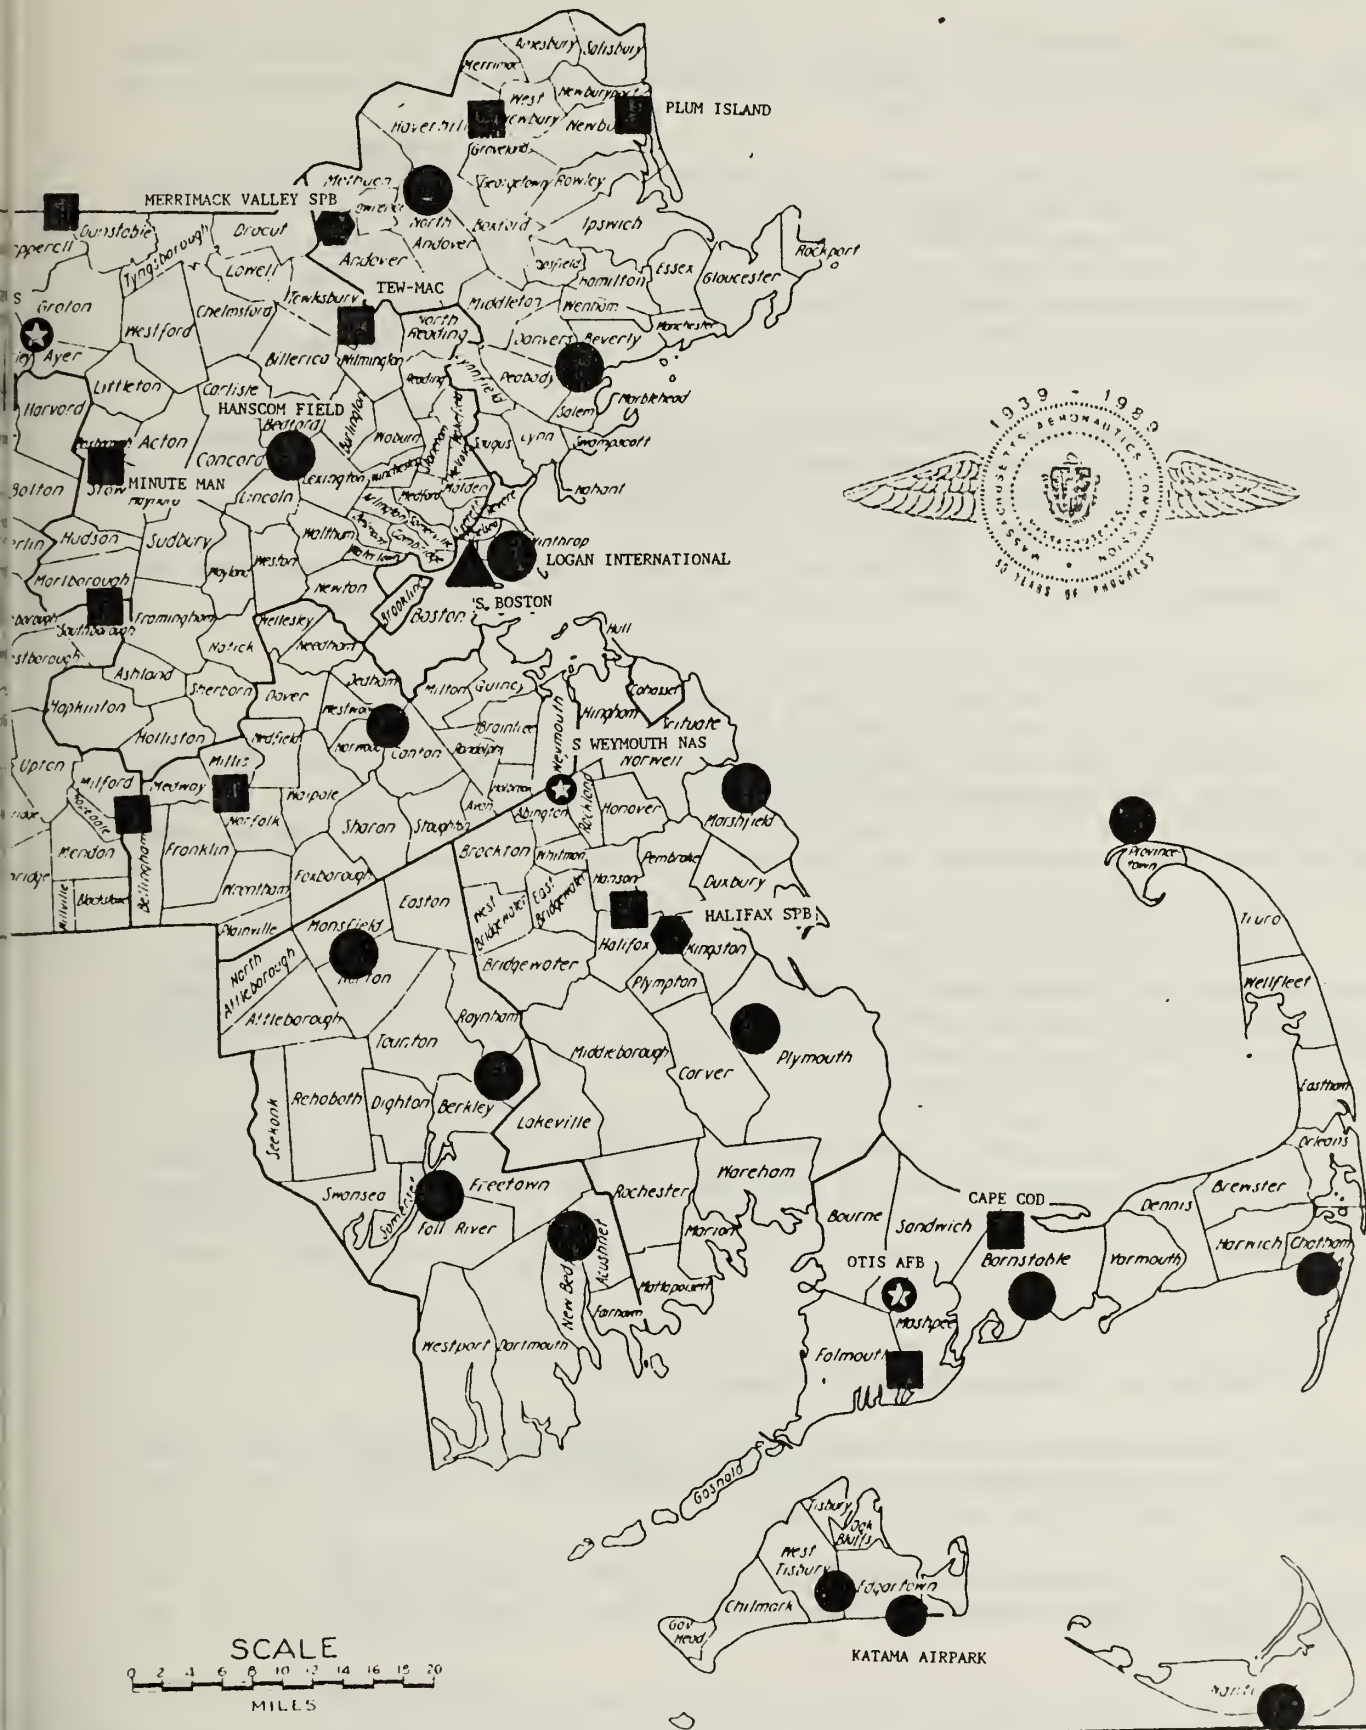 Amesbury
Salisbury
Merrimac
West
Newbury
Newburyport
PLUM ISLAND
Haverhill
Groveland
Methuen
Georgetown
Rowley
MERRIMACK VALLEY SPB
Dunstable
Dracut
North
Andover
Boxford
Ipswich
Tyngsborough
Andover
Rockport
Lowell
Hamilton
Essex
Gloucester
TEW-MAC
Groton
Tewksbury
Middleton
Wenham
Chelmsford
Westford
North
Reading
Manchester
Danvers
Beverly
Ayer
Billerica
Wilmington
Lynnfield
Peabody
Littleton
Carlisle
Reading
Marblehead
Harvard
HANSCOM FIELD
Bedford
Burlington
Salem
Acton
Woburn
Saugus
Lynn
Swampscott
Concord
Lexington
Winchester
Bolton
Stow
MINUTE MAN
Maynard
Lincoln
Medford
Malden
Nahant
Hudson
Sudbury
Waltham
Arlington
Cambridge
Winthrop
LOGAN INTERNATIONAL
Marlborough
Wayland
Weston
Newton
Brookline
Boston
S. BOSTON
Southborough
Framingham
Wellesley
Natick
Needham
Hull
Ashland
Sherborn
Dover
Dedham
Milton
Quincy
Cohasset
Hopkinton
Holliston
Westwood
Braintree
Weymouth
Hingham
Scituate
Medfield
Norwood
Canton
Randolph
S WEYMOUTH NAS
Norwell
Upton
Milford
Medway
Millis
Walpole
Avon
Abington
Rockland
Hanover
Marshfield
Norfolk
Sharon
Stoughton
Mendon
Bellingham
Franklin
Brockton
Whitman
Pembroke
Millville
Blackstone
Wrentham
Foxborough
Easton
West
Bridgewater
East
Bridgewater
Hanson
Duxbury
Plainville
Mansfield
HALIFAX SPB
Halifax
Kingston
North
Attleborough
Norton
Bridgewater
Plympton
Attleborough
Raynham
Taunton
Middleborough
Carver
Plymouth
Seekonk
Rehoboth
Dighton
Berkley
Lakeville
Swansea
Somerset
Freetown
Rochester
Wareham
Fall River
Acushnet
Marion
New Bed
Mattapoisett
Westport
Dartmouth
Bourne
Sandwich
CAPE COD
OTIS AFB
Barnstable
Mashpee
Falmouth
Yarmouth
Dennis
Brewster
Harwich
Chatham
Orleans
Eastham
Wellfleet
Truro
Province
town
1939 - 1989
MASSACHUSETTS AERONAUTICS COMMISSION
50 YEARS OF PROGRESS
Gosnold
Tisbury
Oak
Bluffs
West
Tisbury
Edgartown
Chilmark
Gay
Head
KATAMA AIRPARK
SCALE
0 2 4 6 8 10 12 14 16 18 20
MILES